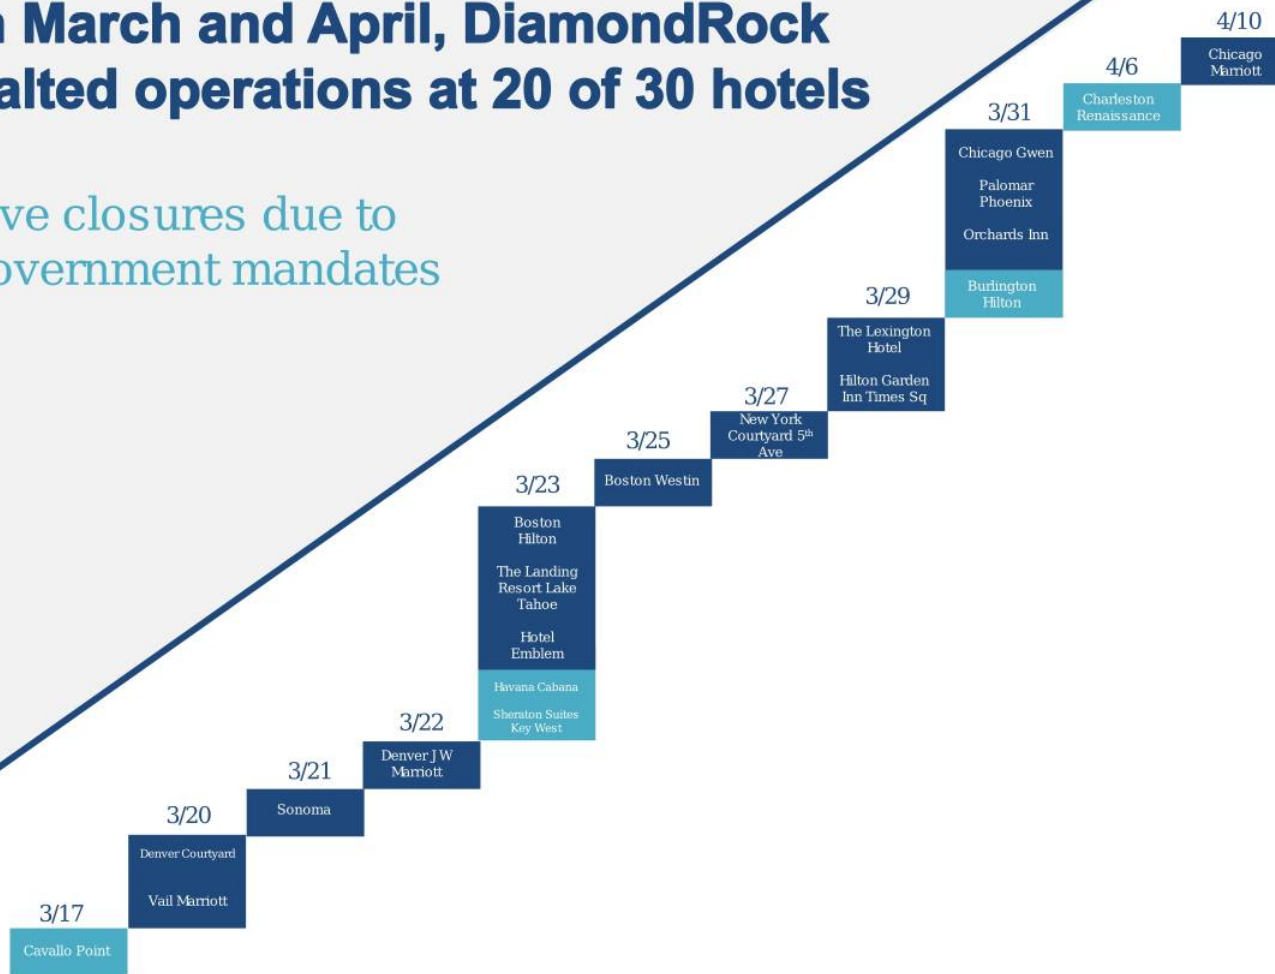 n March and April, DiamondRock
alted operations at 20 of 30 hotels
ve closures due to
overnment mandates
3/17
Cavallo Point
3/20
Denver Courtyard
Vail Marriott
3/21
Sonoma
3/22
Denver JW
Marriott
3/23
Boston
Hilton
The Landing
Resort Lake
Tahoe
Hotel
Emblem
Havana Cabana
Sheraton Suites
Key West
3/25
Boston Westin
3/27
New York
Courtyard 5th
Ave
3/29
The Lexington
Hotel
Hilton Garden
Inn Times Sq
3/31
Chicago Gwen
Palomar
Phoenix
Orchards Inn
Burlington
Hilton
4/6
Charleston
Renaissance
4/10
Chicago
Marriott